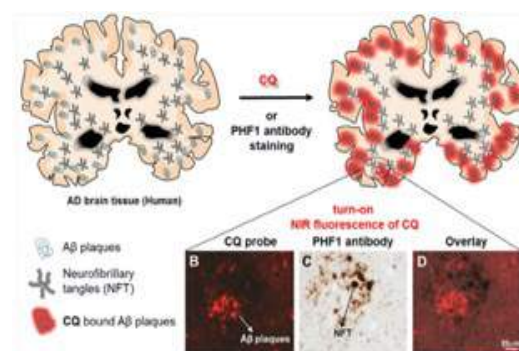 CQ
or
PHF1 antibody
staining
AD brain tissue (Human)
turn-on
NIR fluorescence of CQ
CQ probe
PHF1 antibody
Overlay
Aβ plaques
Neurofibrillary
tangles (NFT)
CQ bound Aβ plaques
B
C
D
Aβ plaques
NFT